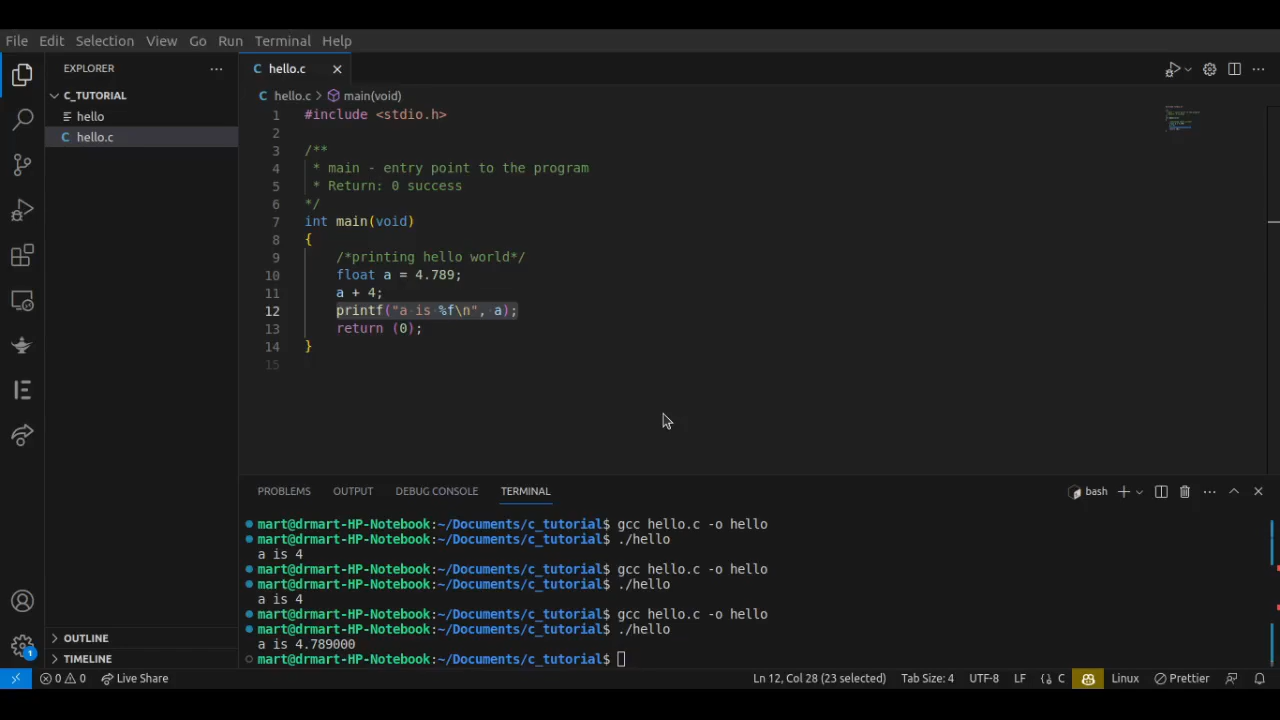 File Edit Selection View Go Run Terminal Help
EXPLORER
hello.c
C_TUTORIAL
hello
hello.c
hello.c > main(void)
1 #include <stdio.h>
2
3 /**
4 * main - entry point to the program
5 * Return: 0 success
6 */
7 int main(void)
8 {
9 /*printing hello world*/
10 float a = 4.789;
11 a + 4;
12 printf("a is %f\n", a);
13 return (0);
14 }
15
PROBLEMS OUTPUT DEBUG CONSOLE TERMINAL
bash
mart@drmart-HP-Notebook:~/Documents/c_tutorial$ gcc hello.c -o hello
mart@drmart-HP-Notebook:~/Documents/c_tutorial$ ./hello
a is 4
mart@drmart-HP-Notebook:~/Documents/c_tutorial$ gcc hello.c -o hello
mart@drmart-HP-Notebook:~/Documents/c_tutorial$ ./hello
a is 4
mart@drmart-HP-Notebook:~/Documents/c_tutorial$ gcc hello.c -o hello
mart@drmart-HP-Notebook:~/Documents/c_tutorial$ ./hello
a is 4.789000
mart@drmart-HP-Notebook:~/Documents/c_tutorial$
OUTLINE
TIMELINE
1
0 0 Live Share Ln 12, Col 28 (23 selected) Tab Size: 4 UTF-8 LF {} C Linux Prettier